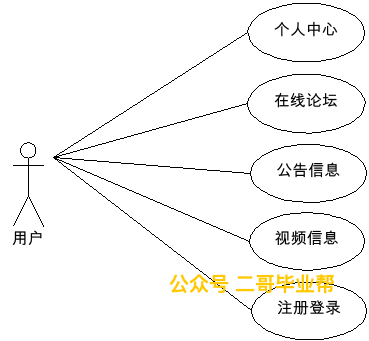 个人中心
在线论坛
公告信息
用户
视频信息
公众号 二哥毕业帮
注册登录